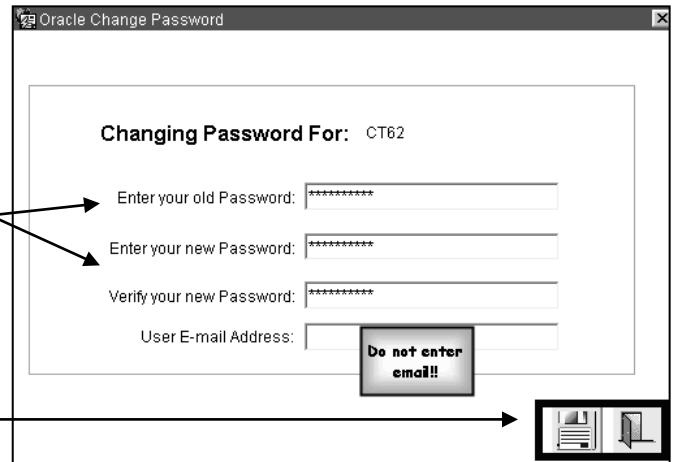 Oracle Change Password
Changing Password For: CT62
Enter your old Password: **********
Enter your new Password: **********
Verify your new Password: **********
User E-mail Address:
Do not enter
email!!